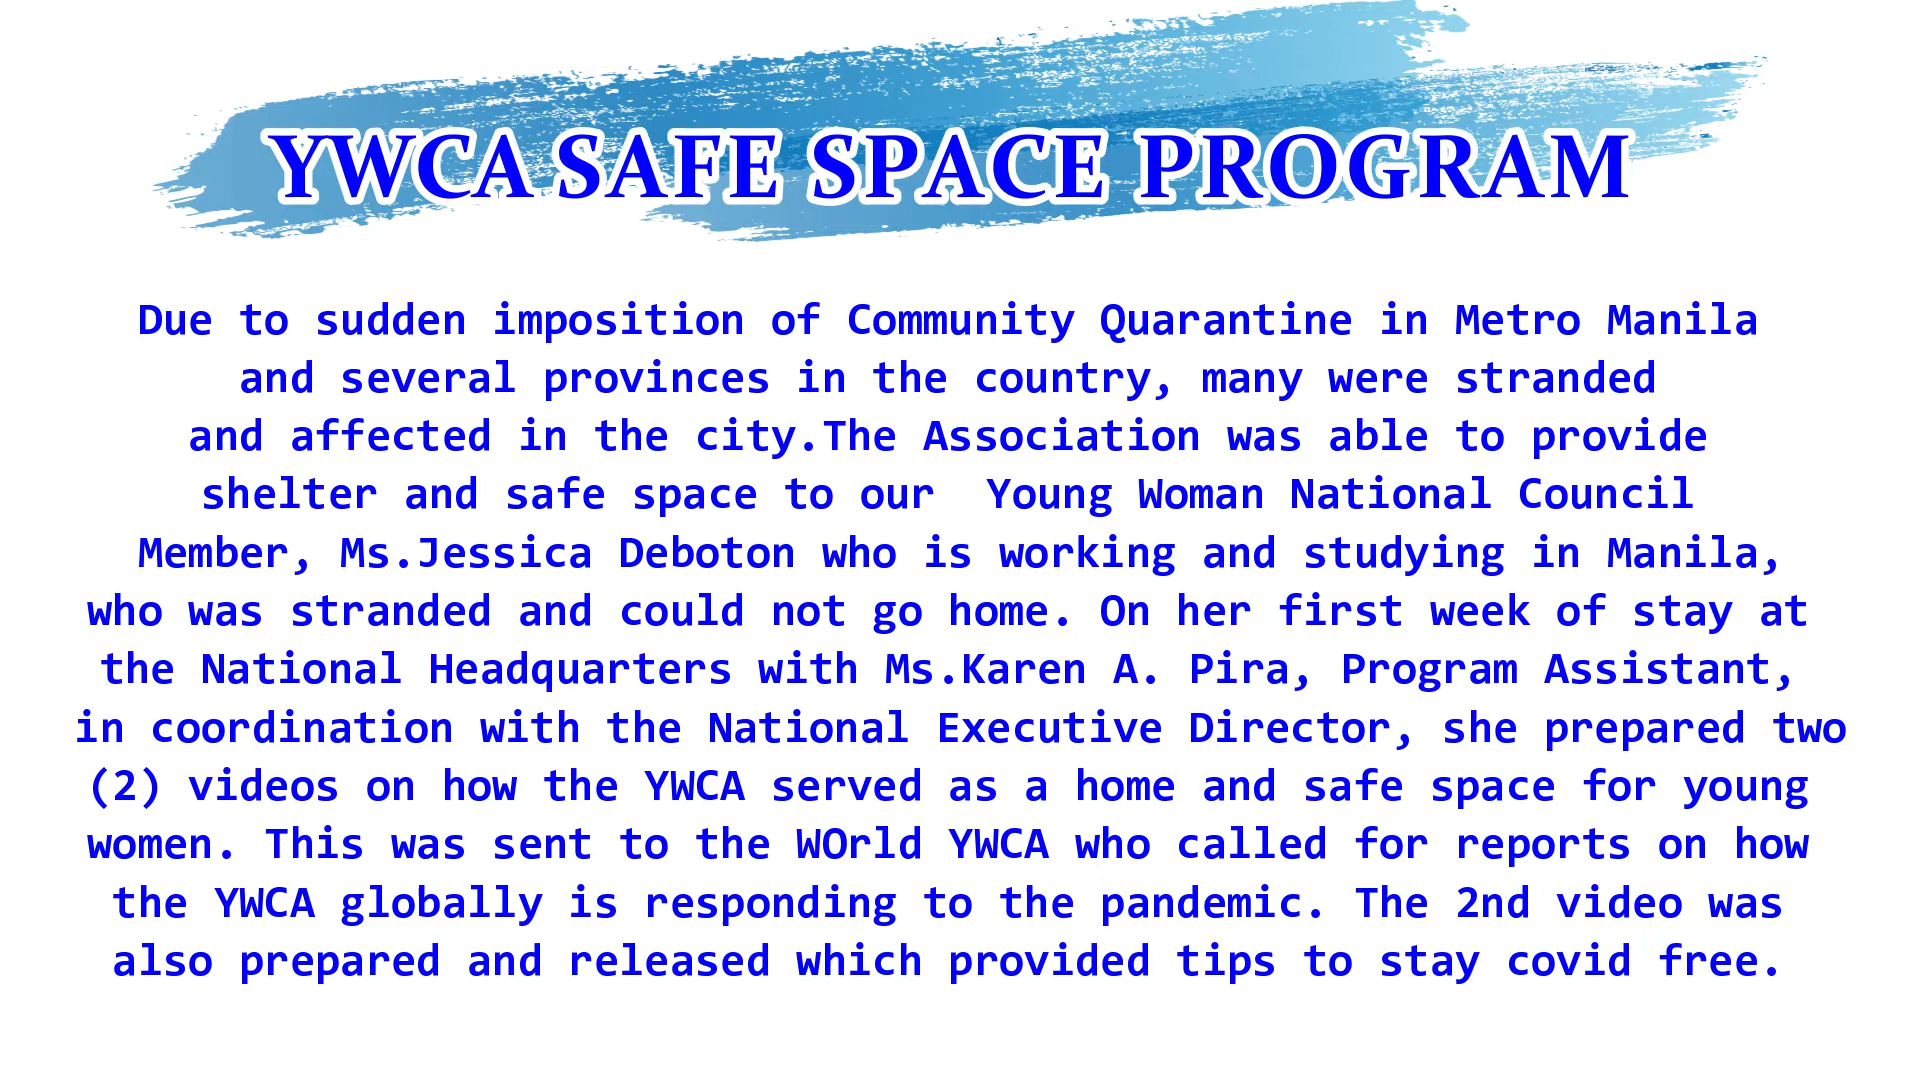 YWCA SAFE SPACE PROGRAM
Due to sudden imposition of Community Quarantine in Metro Manila
and several provinces in the country, many were stranded
and affected in the city.The Association was able to provide
shelter and safe space to our  Young Woman National Council
Member, Ms.Jessica Deboton who is working and studying in Manila,
who was stranded and could not go home. On her first week of stay at
the National Headquarters with Ms.Karen A. Pira, Program Assistant,
in coordination with the National Executive Director, she prepared two
(2) videos on how the YWCA served as a home and safe space for young
women. This was sent to the WOrld YWCA who called for reports on how
the YWCA globally is responding to the pandemic. The 2nd video was
also prepared and released which provided tips to stay covid free.